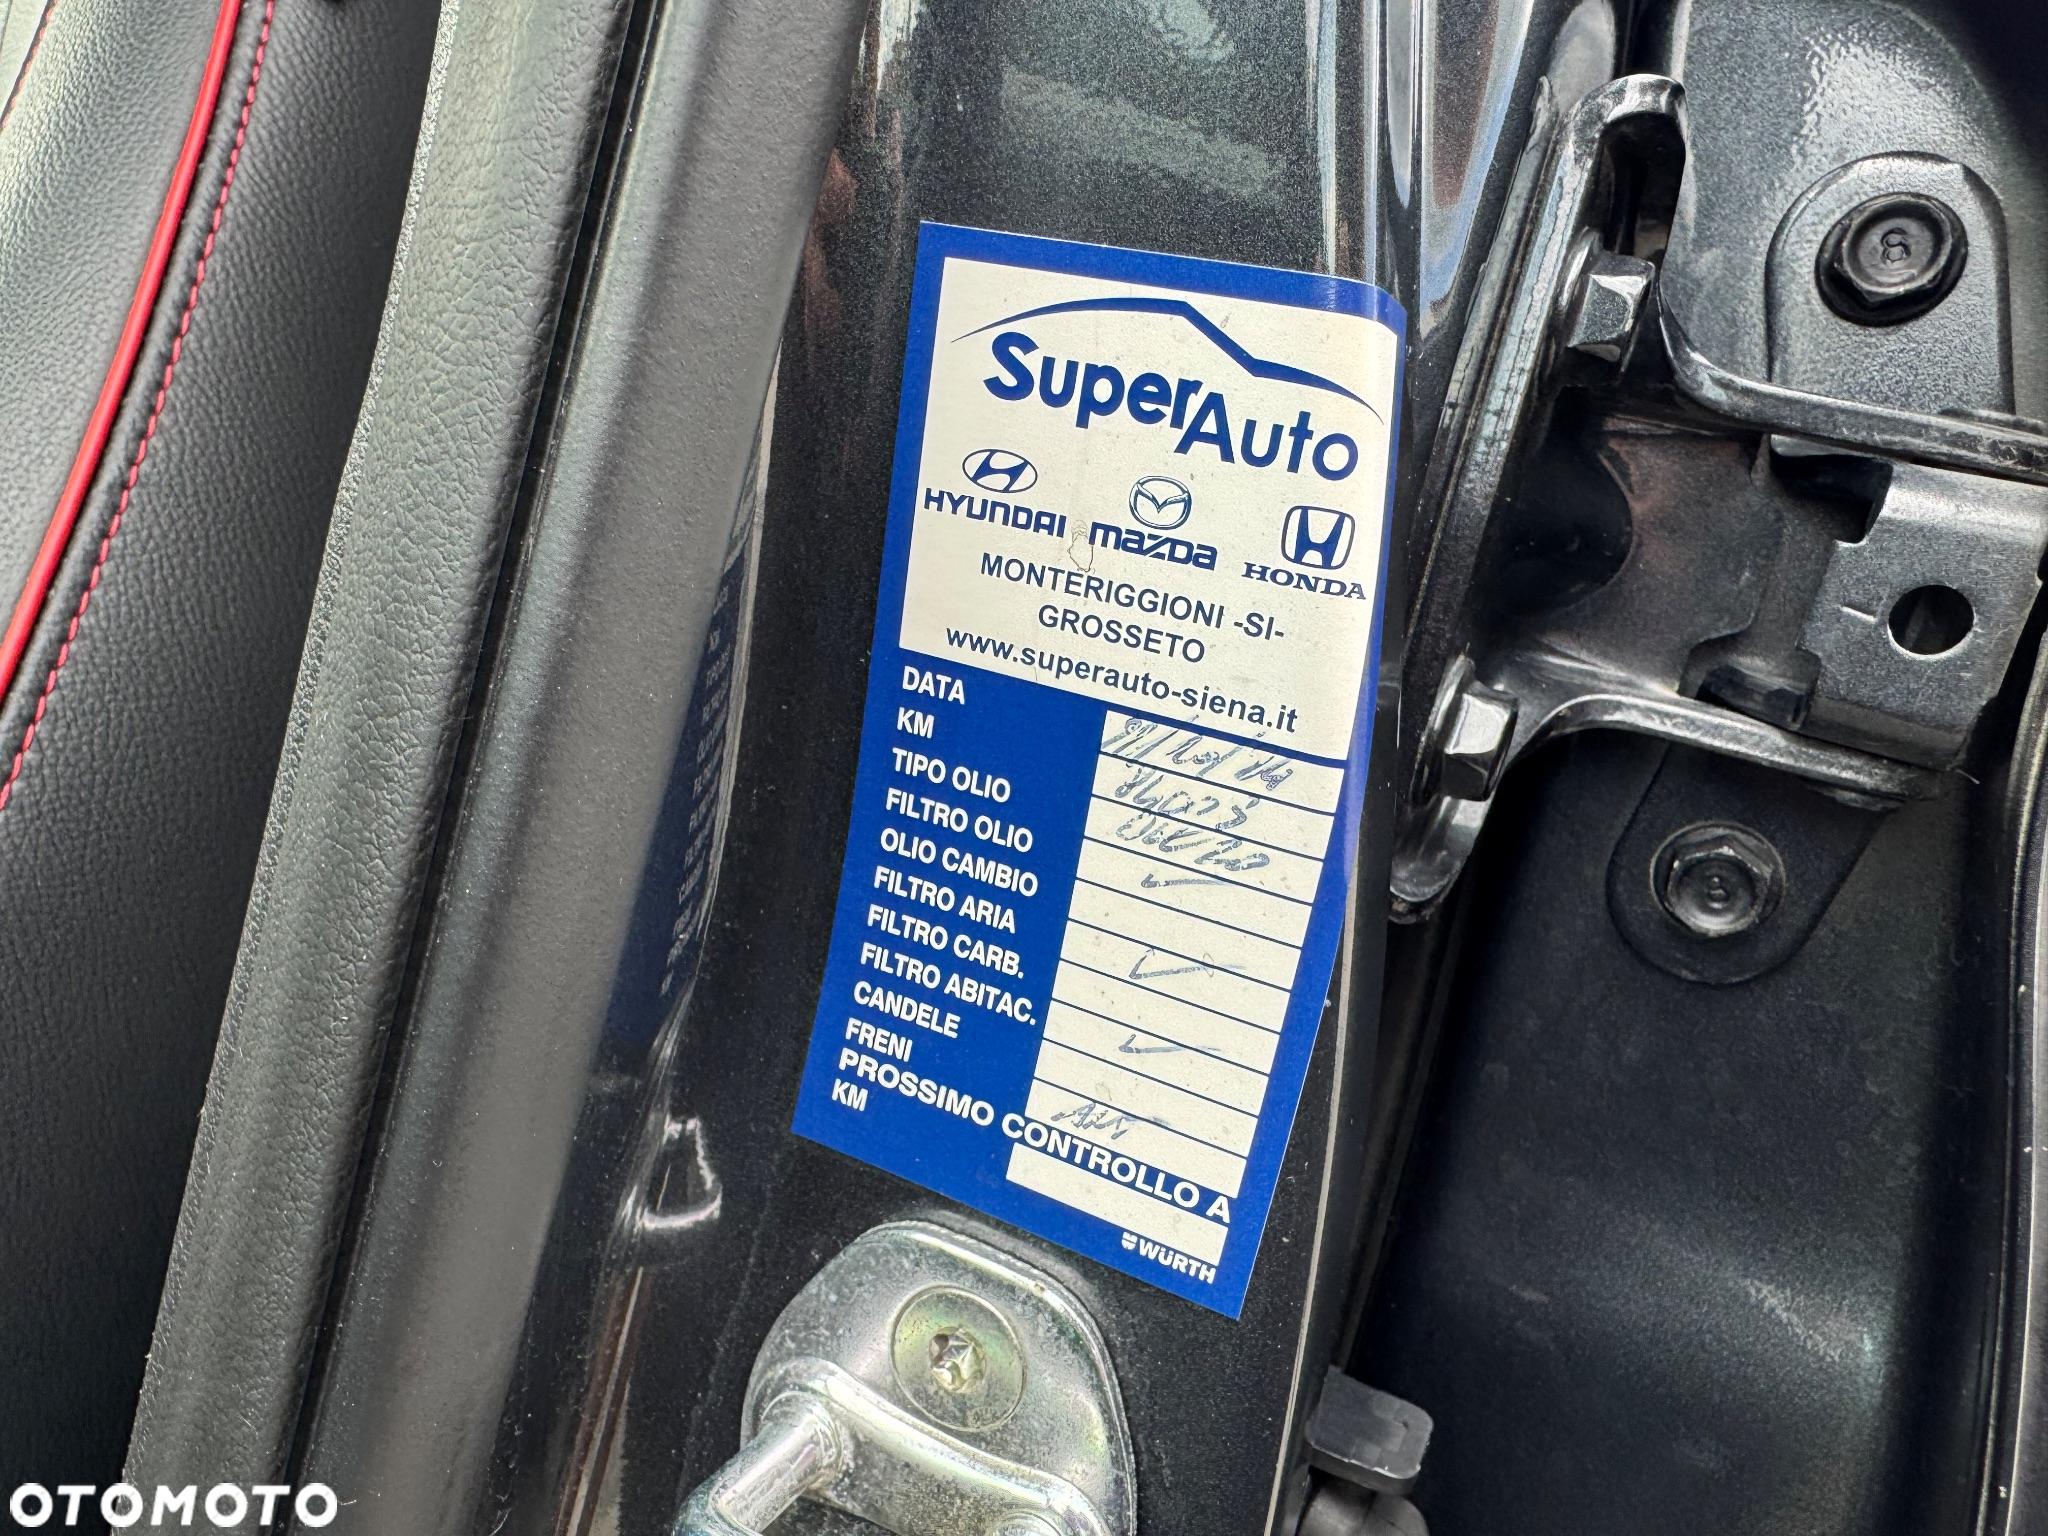 SuperAuto
HYUNDAI mazda HONDA
MONTERIGGIONI -SI-
GROSSETO
www.superauto-siena.it
DATA
KM
TIPO OLIO
FILTRO OLIO
OLIO CAMBIO
FILTRO ARIA
FILTRO CARB.
FILTRO ABITAC.
CANDELE
FRENI
PROSSIMO CONTROLLO A
KM
WÜRTH
OTOMOTO